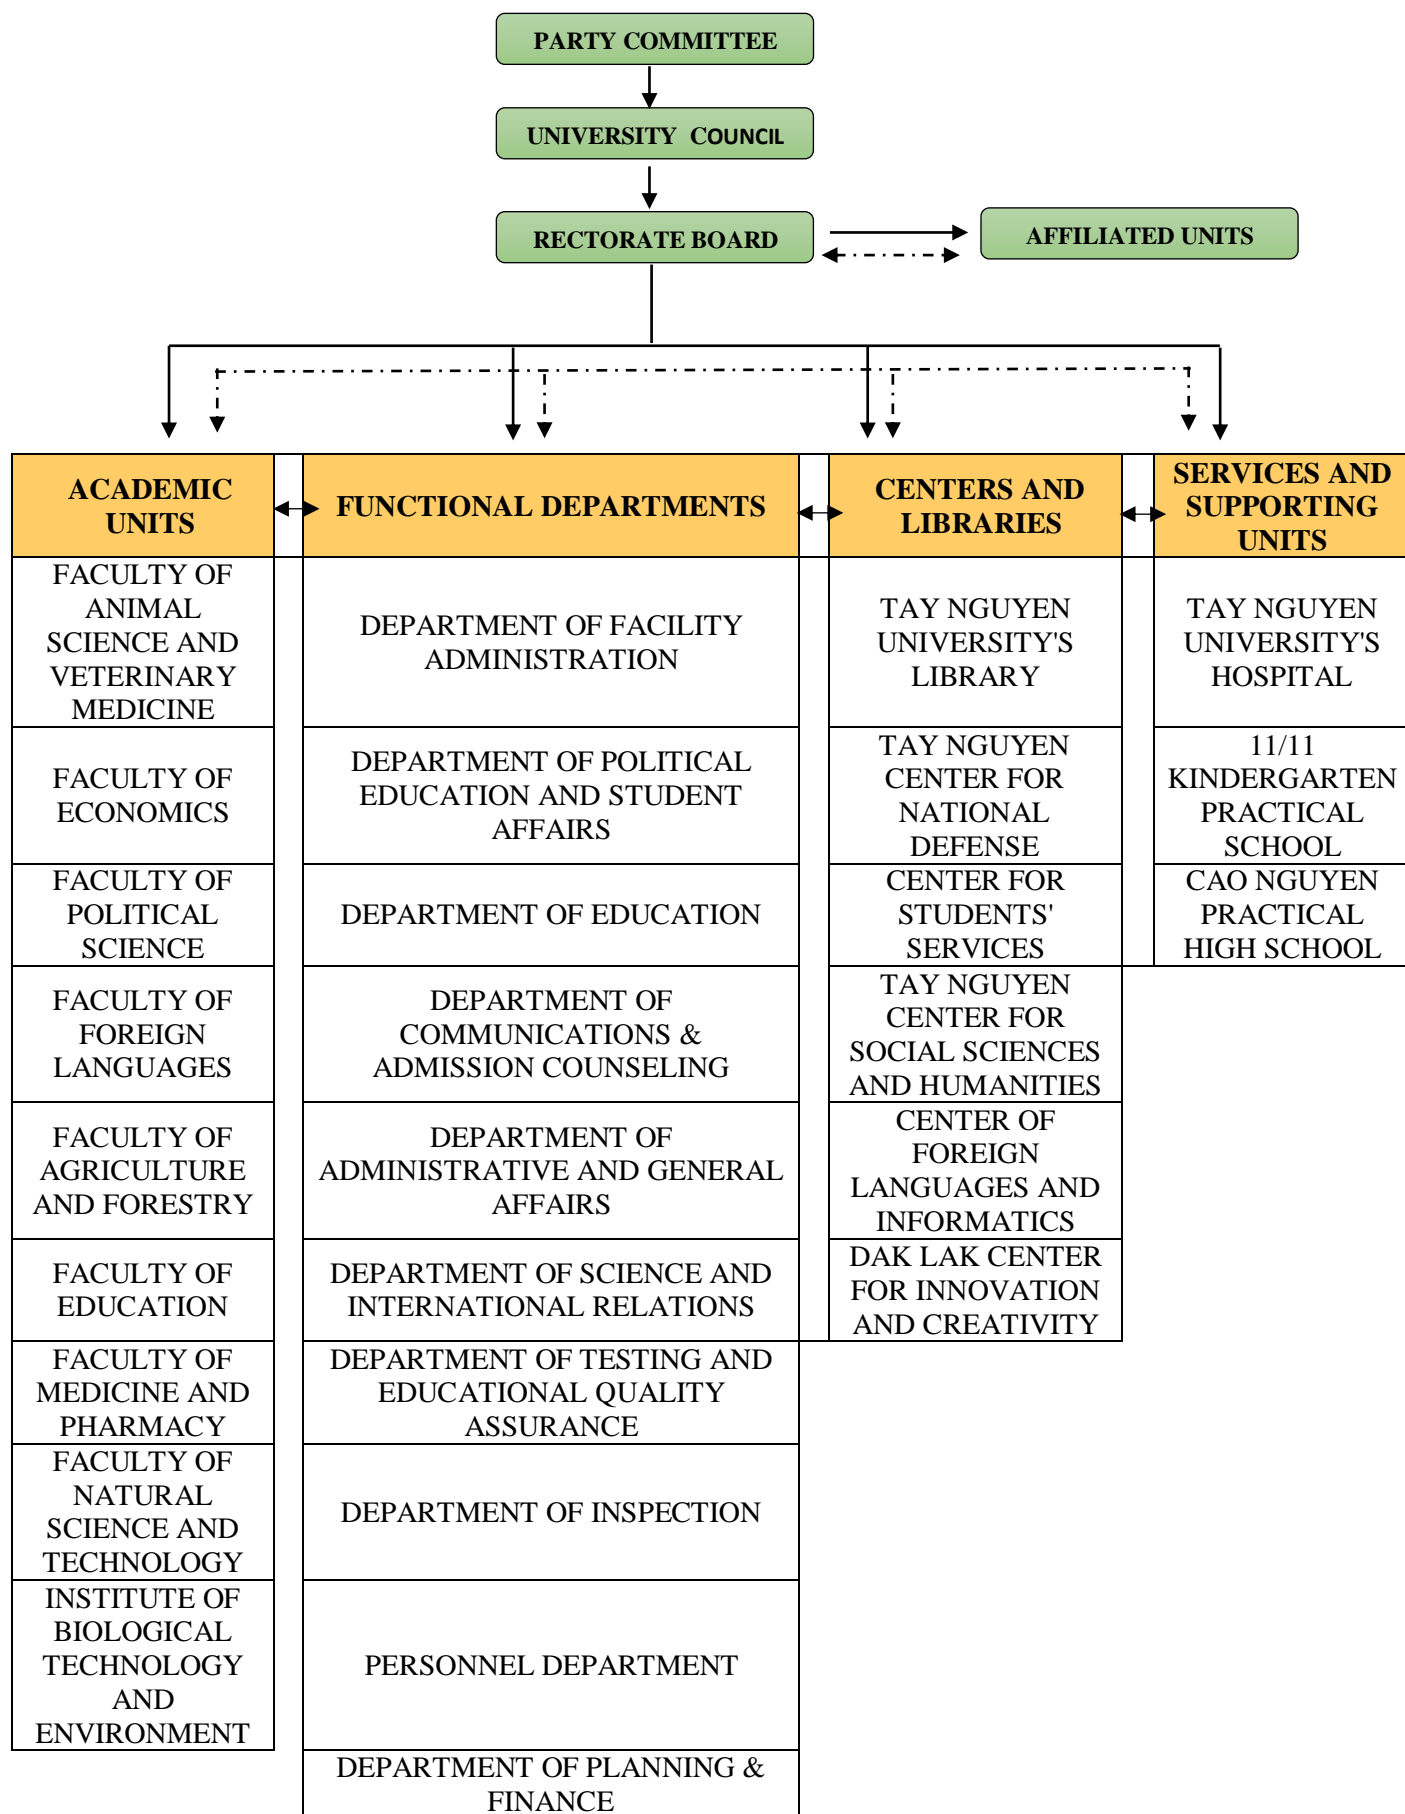 PARTY COMMITTEE
UNIVERSITY COUNCIL
RECTORATE BOARD
AFFILIATED UNITS
ACADEMIC
UNITS
FUNCTIONAL DEPARTMENTS
CENTERS AND
LIBRARIES
SERVICES AND
SUPPORTING
UNITS
FACULTY OF
ANIMAL
SCIENCE AND
VETERINARY
MEDICINE
DEPARTMENT OF FACILITY
ADMINISTRATION
TAY NGUYEN
UNIVERSITY'S
LIBRARY
TAY NGUYEN
UNIVERSITY'S
HOSPITAL
FACULTY OF
ECONOMICS
DEPARTMENT OF POLITICAL
EDUCATION AND STUDENT
AFFAIRS
TAY NGUYEN
CENTER FOR
NATIONAL
DEFENSE
11/11
KINDERGARTEN
PRACTICAL
SCHOOL
FACULTY OF
POLITICAL
SCIENCE
DEPARTMENT OF EDUCATION
CENTER FOR
STUDENTS'
SERVICES
CAO NGUYEN
PRACTICAL
HIGH SCHOOL
FACULTY OF
FOREIGN
LANGUAGES
DEPARTMENT OF
COMMUNICATIONS &
ADMISSION COUNSELING
TAY NGUYEN
CENTER FOR
SOCIAL SCIENCES
AND HUMANITIES
FACULTY OF
AGRICULTURE
AND FORESTRY
DEPARTMENT OF
ADMINISTRATIVE AND GENERAL
AFFAIRS
CENTER OF
FOREIGN
LANGUAGES AND
INFORMATICS
FACULTY OF
EDUCATION
DEPARTMENT OF SCIENCE AND
INTERNATIONAL RELATIONS
DAK LAK CENTER
FOR INNOVATION
AND CREATIVITY
FACULTY OF
MEDICINE AND
PHARMACY
DEPARTMENT OF TESTING AND
EDUCATIONAL QUALITY
ASSURANCE
FACULTY OF
NATURAL
SCIENCE AND
TECHNOLOGY
DEPARTMENT OF INSPECTION
INSTITUTE OF
BIOLOGICAL
TECHNOLOGY
AND
ENVIRONMENT
PERSONNEL DEPARTMENT
DEPARTMENT OF PLANNING &
FINANCE